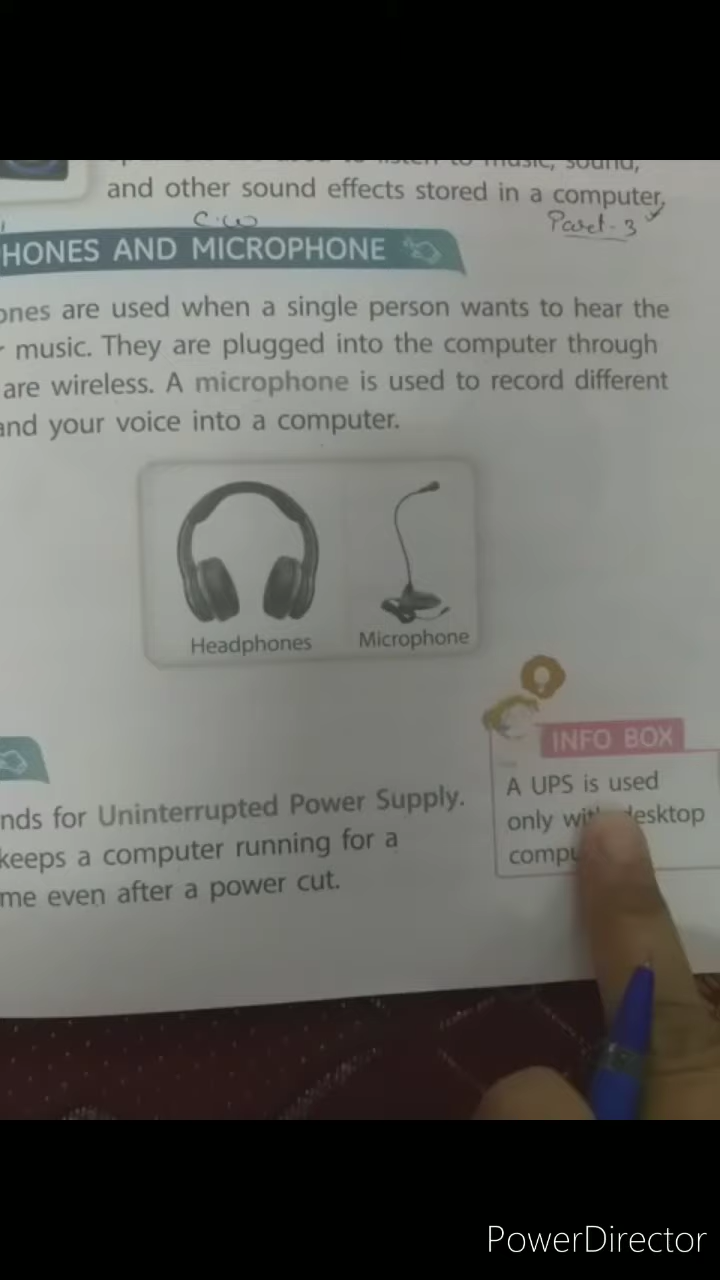 and other sound effects stored in a computer.
C.W
Part-3
HONES AND MICROPHONE
ones are used when a single person wants to hear the
r music. They are plugged into the computer through
are wireless. A microphone is used to record different
and your voice into a computer.
Headphones
Microphone
INFO BOX
A UPS is used
only with desktop
compu
nds for Uninterrupted Power Supply.
keeps a computer running for a
me even after a power cut.
PowerDirector